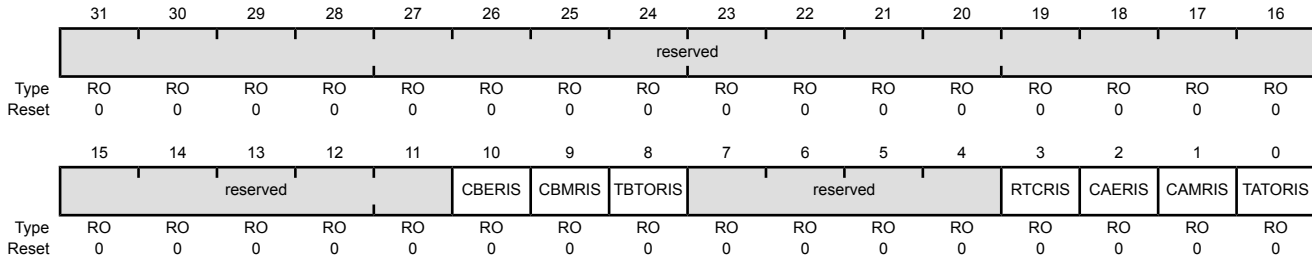 31 30 29 28 27 26 25 24 23 22 21 20 19 18 17 16
reserved
Type RO RO RO RO RO RO RO RO RO RO RO RO RO RO RO RO
Reset 0 0 0 0 0 0 0 0 0 0 0 0 0 0 0 0
15 14 13 12 11 10 9 8 7 6 5 4 3 2 1 0
reserved CBERIS CBMRIS TBTORIS reserved RTCRIS CAERIS CAMRIS TATORIS
Type RO RO RO RO RO RO RO RO RO RO RO RO RO RO RO RO
Reset 0 0 0 0 0 0 0 0 0 0 0 0 0 0 0 0